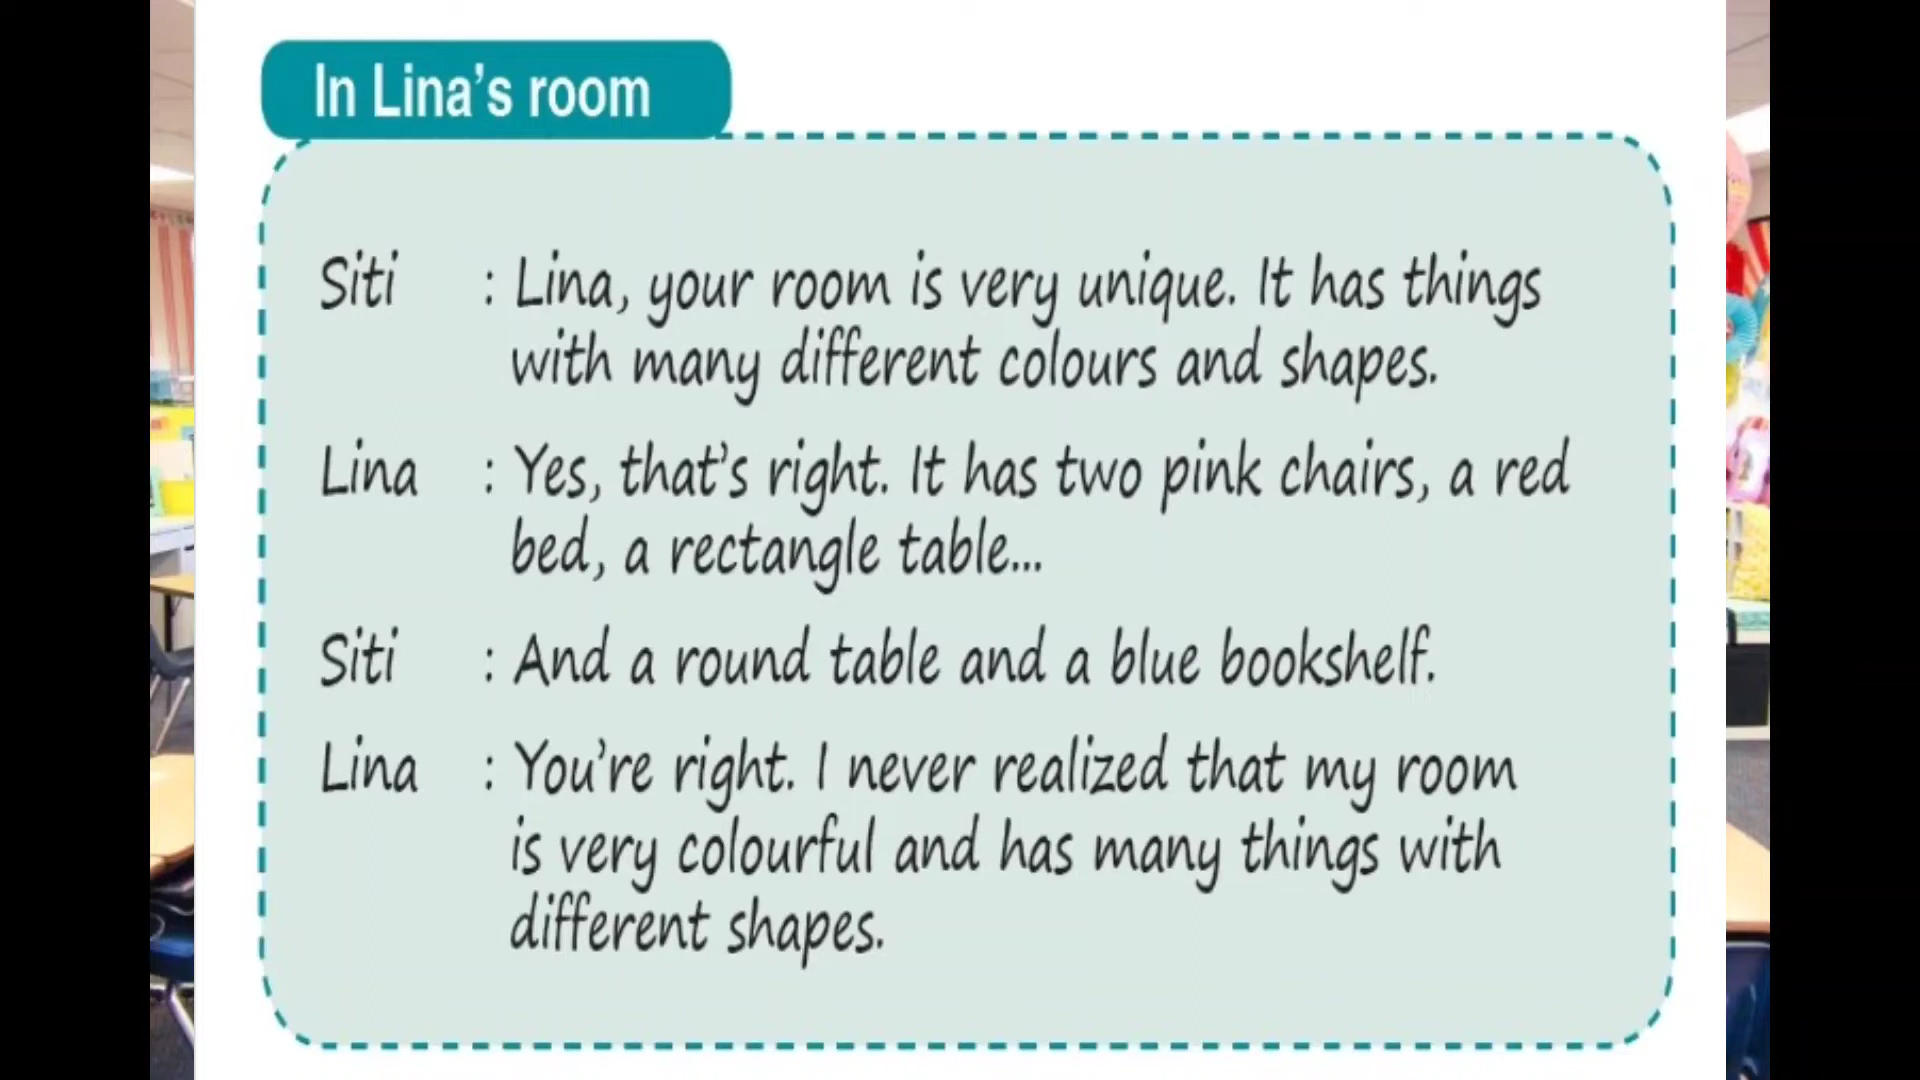 In Lina's room
Siti : Lina, your room is very unique. It has things
with many different colours and shapes.
Lina : Yes, that's right. It has two pink chairs, a red
bed, a rectangle table...
Siti : And a round table and a blue bookshelf.
Lina : You're right. I never realized that my room
is very colourful and has many things with
different shapes.